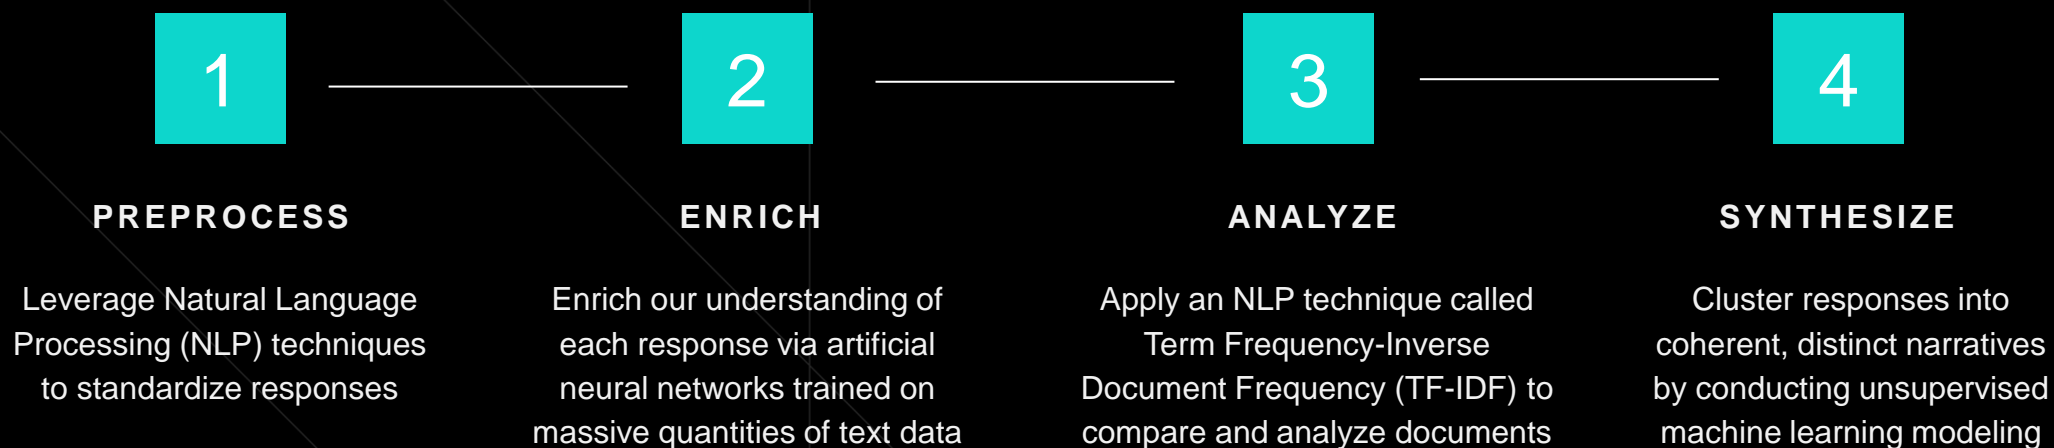 1
PREPROCESS
Leverage Natural Language
Processing (NLP) techniques
to standardize responses
2
ENRICH
Enrich our understanding of
each response via artificial
neural networks trained on
massive quantities of text data
3
ANALYZE
Apply an NLP technique called
Term Frequency-Inverse
Document Frequency (TF-IDF) to
compare and analyze documents
4
SYNTHESIZE
Cluster responses into
coherent, distinct narratives
by conducting unsupervised
machine learning modeling